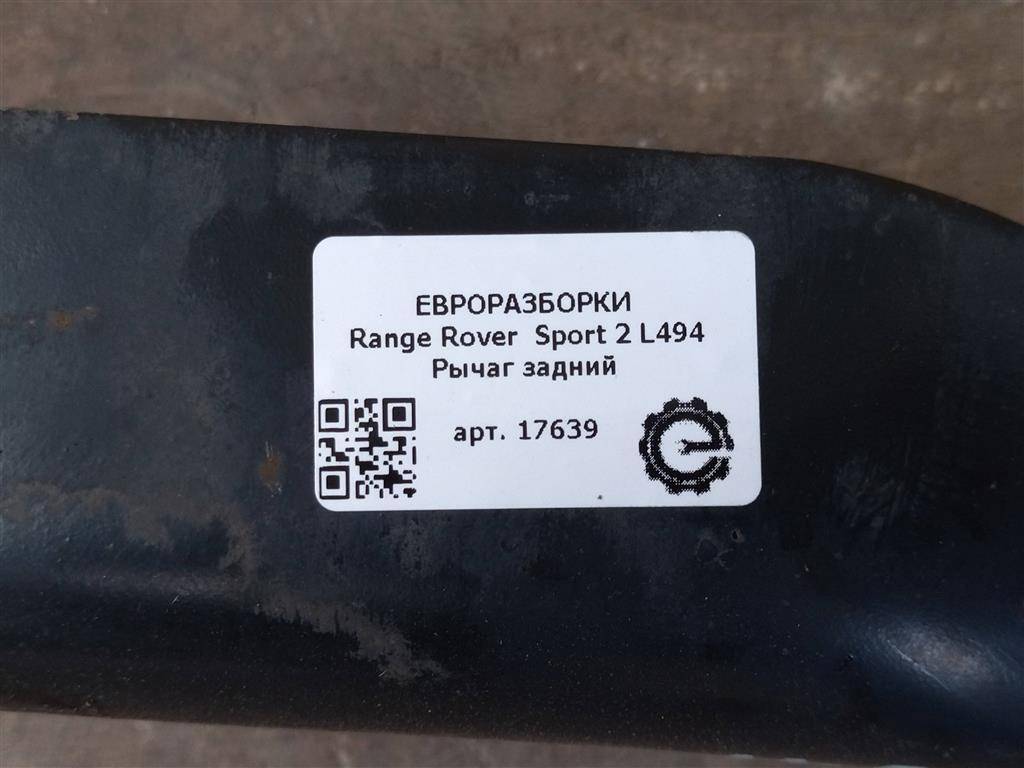 ЕВРОРАЗБОРКИ
Range Rover  Sport 2 L494
Рычаг задний
арт. 17639